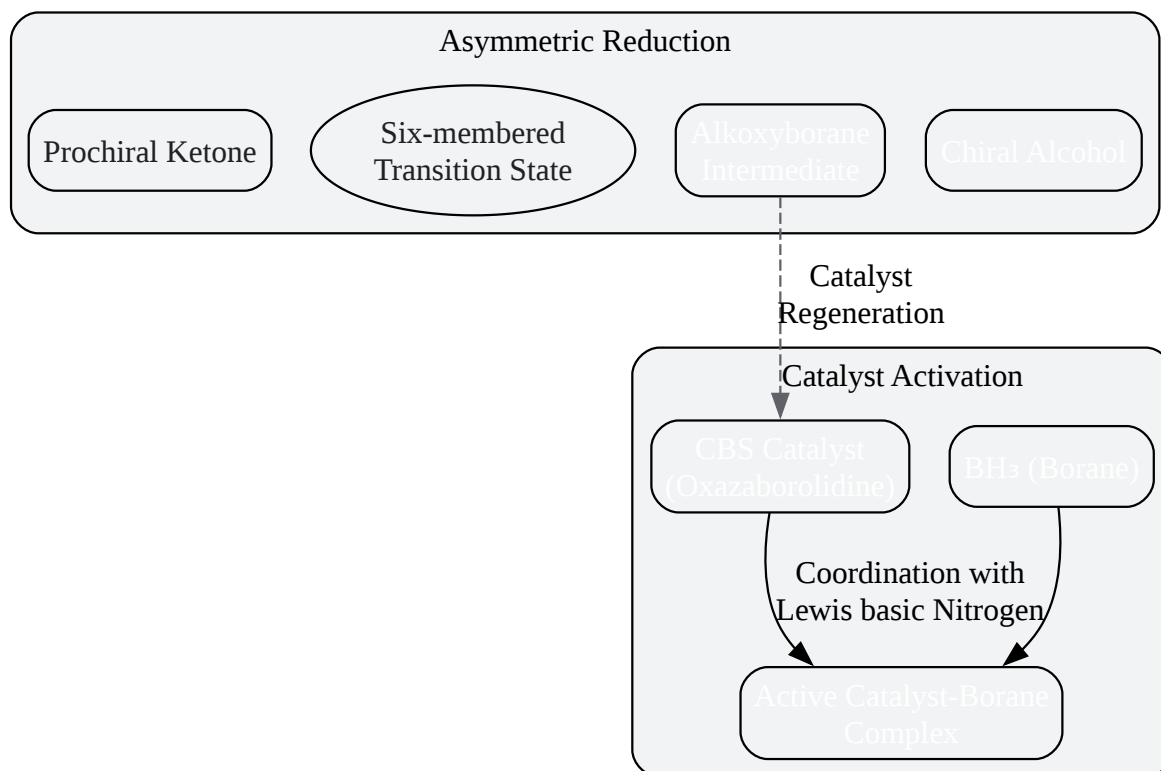 Asymmetric Reduction
Prochiral Ketone
Six-membered
Transition State
Alkoxyborane
Intermediate
Chiral Alcohol
Catalyst
Regeneration
Catalyst Activation
CBS Catalyst
(Oxazaborolidine)
BH₃ (Borane)
Coordination with
Lewis basic Nitrogen
Active Catalyst-Borane
Complex